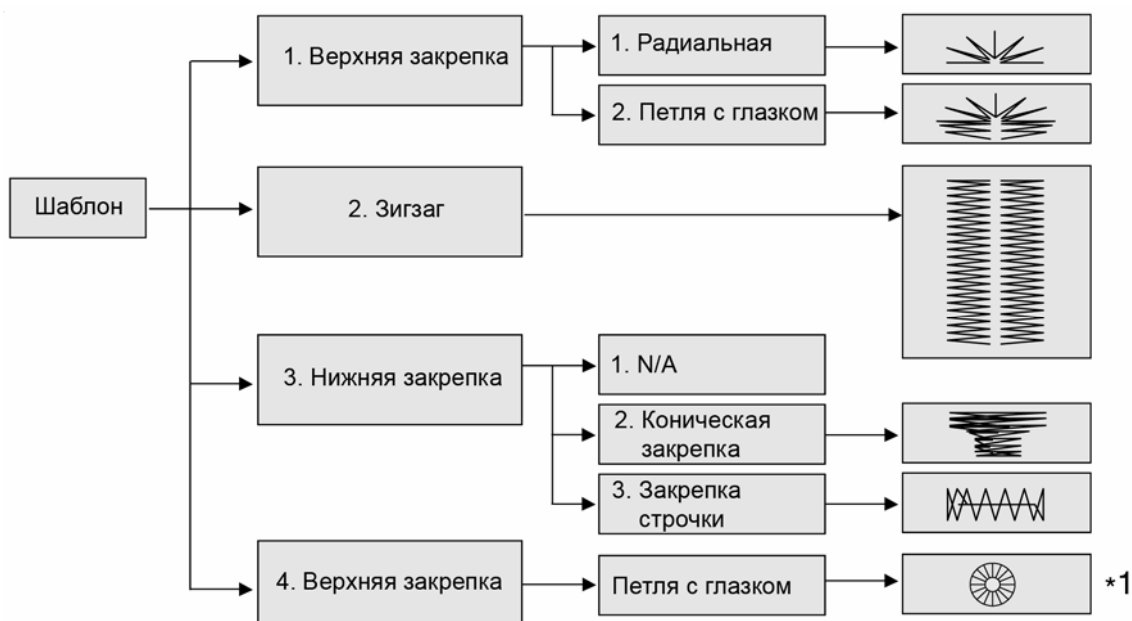 1. Верхняя закрепка
1. Радиальная
2. Петля с глазком
Шаблон
2. Зигзаг
3. Нижняя закрепка
1. N/A
2. Коническая
закрепка
3. Закрепка
строчки
4. Верхняя закрепка
Петля с глазком
*1